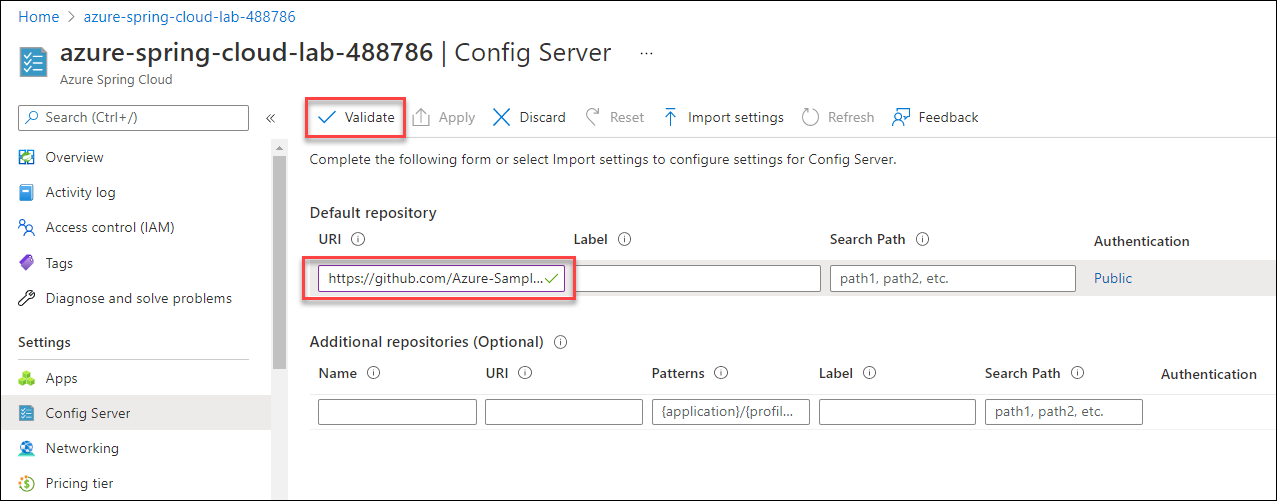 Home > azure-spring-cloud-lab-488786
azure-spring-cloud-lab-488786 | Config Server ...
Azure Spring Cloud
Search (Ctrl+/) «
Overview
Activity log
Access control (IAM)
Tags
Diagnose and solve problems
Settings
Apps
Config Server
Networking
Pricing tier
Validate Apply Discard Reset Import settings Refresh Feedback
Complete the following form or select Import settings to configure settings for Config Server.
Default repository
URI Label Search Path Authentication
https://github.com/Azure-Sampl... path1, path2, etc. Public
Additional repositories (Optional)
Name URI Patterns Label Search Path Authentication
{application}/{profil... path1, path2, etc.